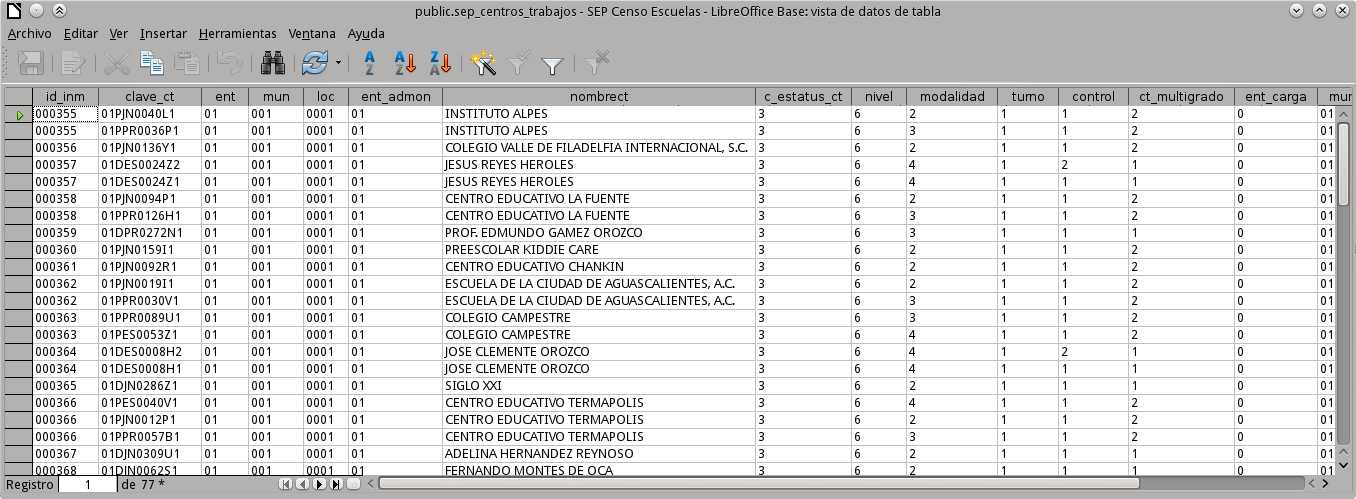 public.sep_centros_trabajos - SEP Censo Escuelas - LibreOffice Base: vista de datos de tabla
Archivo Editar Ver Insertar Herramientas Ventana Ayuda
id_inm clave_ct ent mun loc ent_admon nombrect c_estatus_ct nivel modalidad turno control ct_multigrado ent_carga mun
000355 01PJN0040L1 01 001 0001 01 INSTITUTO ALPES 3 6 2 1 1 2 0 01
000355 01PPR0036P1 01 001 0001 01 INSTITUTO ALPES 3 6 3 1 1 2 0 01
000356 01PJN0136Y1 01 001 0001 01 COLEGIO VALLE DE FILADELFIA INTERNACIONAL, S.C. 3 6 2 1 1 2 0 01
000357 01DES0024Z2 01 001 0001 01 JESUS REYES HEROLES 3 6 4 1 2 1 0 01
000357 01DES0024Z1 01 001 0001 01 JESUS REYES HEROLES 3 6 4 1 1 1 0 01
000358 01PJN0094P1 01 001 0001 01 CENTRO EDUCATIVO LA FUENTE 3 6 2 1 1 2 0 01
000358 01PPR0126H1 01 001 0001 01 CENTRO EDUCATIVO LA FUENTE 3 6 3 1 1 2 0 01
000359 01DPR0272N1 01 001 0001 01 PROF. EDMUNDO GAMEZ OROZCO 3 6 3 1 1 1 0 01
000360 01PJN0159I1 01 001 0001 01 PREESCOLAR KIDDIE CARE 3 6 2 1 1 2 0 01
000361 01PJN0092R1 01 001 0001 01 CENTRO EDUCATIVO CHANKIN 3 6 2 1 1 2 0 01
000362 01PJN0019I1 01 001 0001 01 ESCUELA DE LA CIUDAD DE AGUASCALIENTES, A.C. 3 6 2 1 1 2 0 01
000362 01PPR0030V1 01 001 0001 01 ESCUELA DE LA CIUDAD DE AGUASCALIENTES, A.C. 3 6 3 1 1 2 0 01
000363 01PPR0089U1 01 001 0001 01 COLEGIO CAMPESTRE 3 6 3 1 1 2 0 01
000363 01PES0053Z1 01 001 0001 01 COLEGIO CAMPESTRE 3 6 4 1 1 2 0 01
000364 01DES0008H2 01 001 0001 01 JOSE CLEMENTE OROZCO 3 6 4 1 2 1 0 01
000364 01DES0008H1 01 001 0001 01 JOSE CLEMENTE OROZCO 3 6 4 1 1 1 0 01
000365 01DJN0286Z1 01 001 0001 01 SIGLO XXI 3 6 2 1 1 1 0 01
000366 01PES0040V1 01 001 0001 01 CENTRO EDUCATIVO TERMAPOLIS 3 6 4 1 1 2 0 01
000366 01PJN0012P1 01 001 0001 01 CENTRO EDUCATIVO TERMAPOLIS 3 6 2 1 1 2 0 01
000366 01PPR0057B1 01 001 0001 01 CENTRO EDUCATIVO TERMAPOLIS 3 6 3 1 1 2 0 01
000367 01DJN0309U1 01 001 0001 01 ADELINA HERNANDEZ REYNOSO 3 6 2 1 1 1 0 01
000368 01DJN0062S1 01 001 0001 01 FERNANDO MONTES DE OCA 3 6 2 1 1 1 0 01
Registro 1 de 77 *